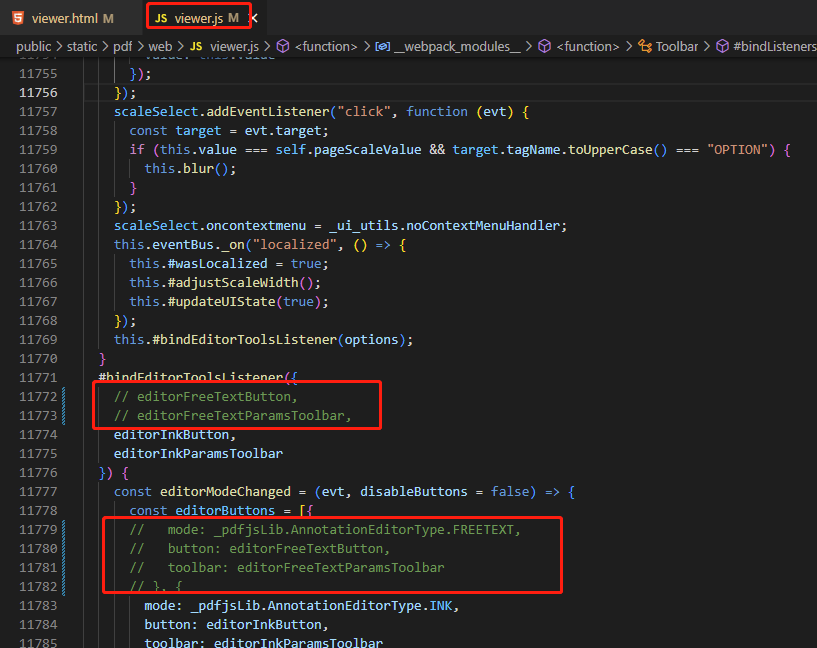 viewer.html M JS viewer.js M ×
public > static > pdf > web > JS viewer.js > <function> > __webpack_modules__ > <function> > Toolbar > #bindListeners
11755 });
11756 });
11757 scaleSelect.addEventListener("click", function (evt) {
11758 const target = evt.target;
11759 if (this.value === self.pageScaleValue && target.tagName.toUpperCase() === "OPTION") {
11760 this.blur();
11761 }
11762 });
11763 scaleSelect.oncontextmenu = _ui_utils.noContextMenuHandler;
11764 this.eventBus._on("localized", () => {
11765 this.#wasLocalized = true;
11766 this.#adjustScaleWidth();
11767 this.#updateUIState(true);
11768 });
11769 this.#bindEditorToolsListener(options);
11770 }
11771 #bindEditorToolsListener({
11772 // editorFreeTextButton,
11773 // editorFreeTextParamsToolbar,
11774 editorInkButton,
11775 editorInkParamsToolbar
11776 }) {
11777 const editorModeChanged = (evt, disableButtons = false) => {
11778 const editorButtons = [{
11779 // mode: _pdfjsLib.AnnotationEditorType.FREETEXT,
11780 // button: editorFreeTextButton,
11781 // toolbar: editorFreeTextParamsToolbar
11782 // }, {
11783 mode: _pdfjsLib.AnnotationEditorType.INK,
11784 button: editorInkButton,
11785 toolbar: editorInkParamsToolbar